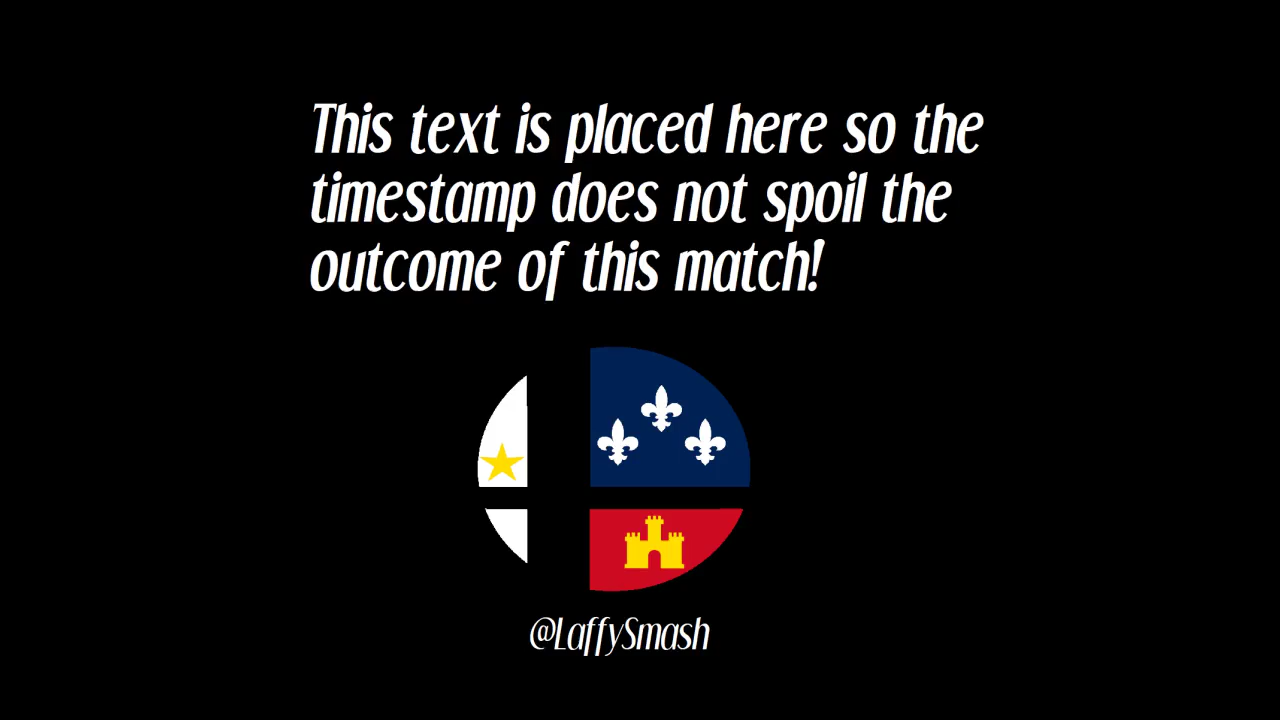 This text is placed here so the
timestamp does not spoil the
outcome of this match!
@LaffySmash